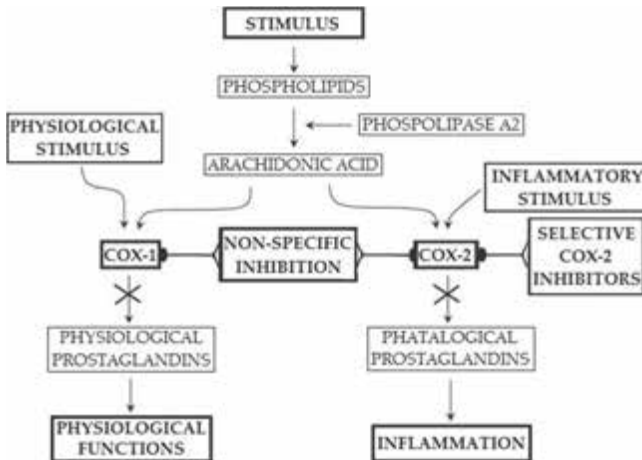 STIMULUS
PHOSPHOLIPIDS
PHOSPOLIPASE A2
PHYSIOLOGICAL
STIMULUS
ARACHIDONIC ACID
INFLAMMATORY
STIMULUS
COX-1
NON-SPECIFIC
INHIBITION
COX-2
SELECTIVE
COX-2
INHIBITORS
PHYSIOLOGICAL
PROSTAGLANDINS
PHATALOGICAL
PROSTAGLANDINS
PHYSIOLOGICAL
FUNCTIONS
INFLAMMATION